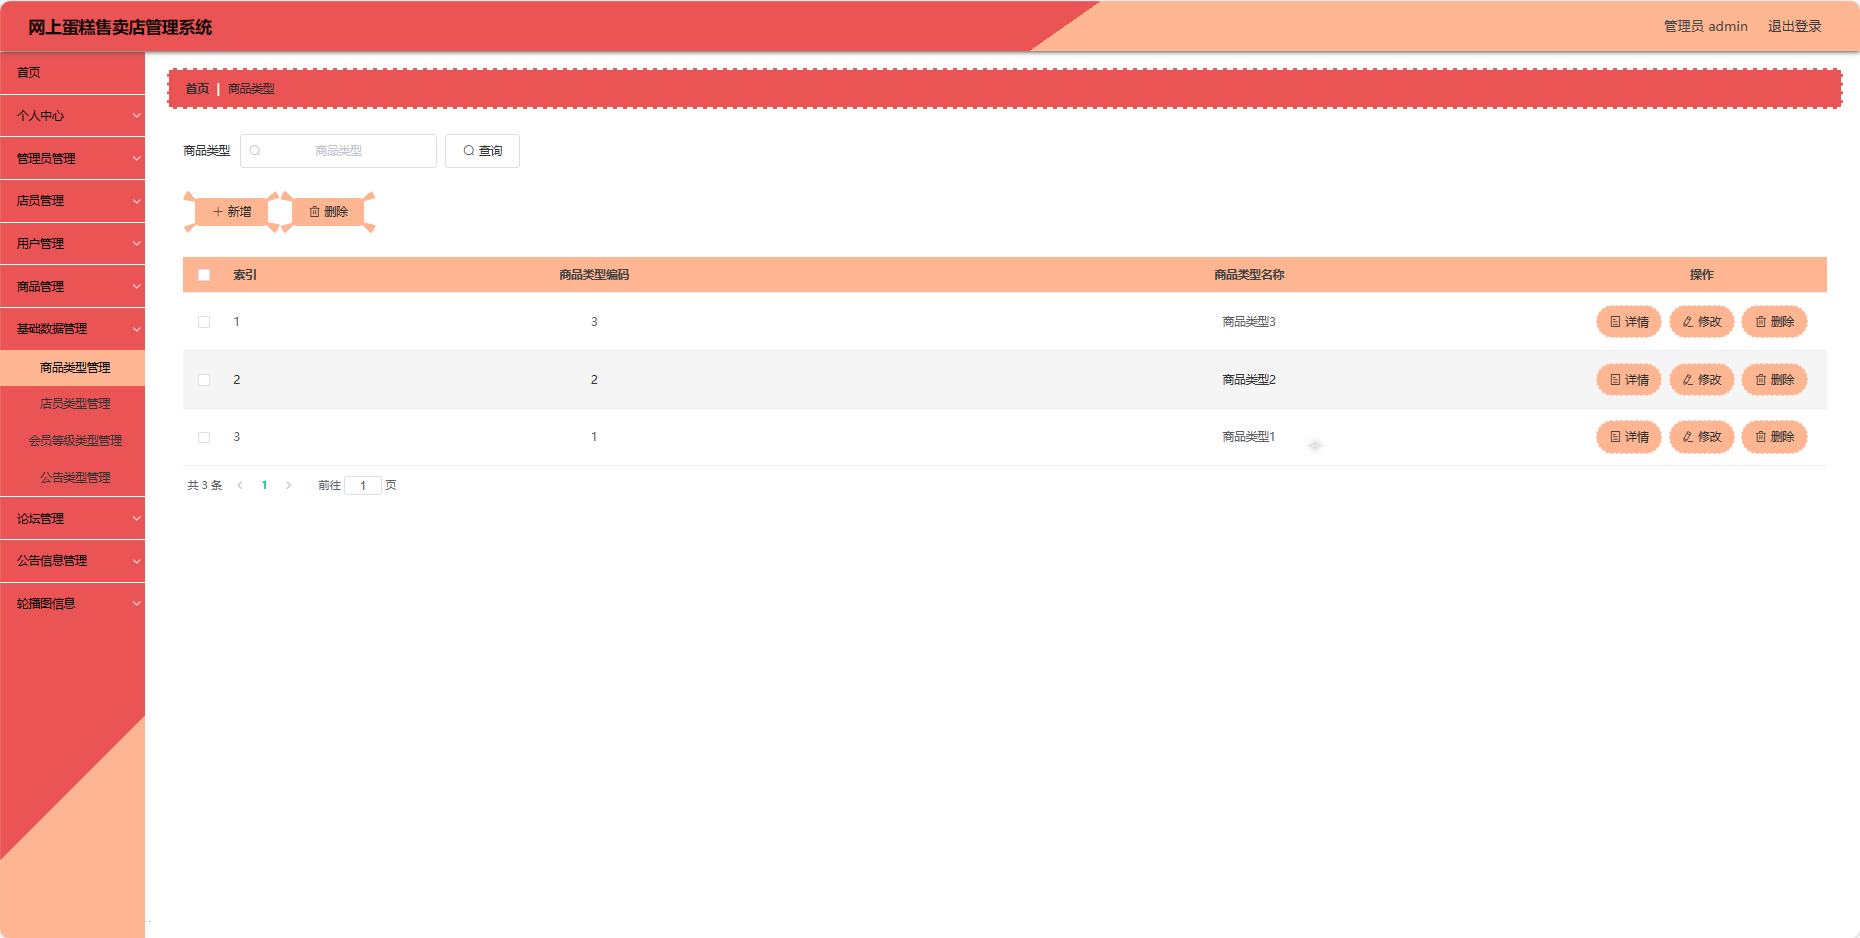 网上蛋糕售卖店管理系统
管理员 admin 退出登录
首页
个人中心
管理员管理
店员管理
用户管理
商品管理
基础数据管理
商品类型管理
店员类型管理
会员等级类型管理
公告类型管理
论坛管理
公告信息管理
轮播图信息
首页 | 商品类型
商品类型 商品类型 查询
新增 删除
索引 商品类型编码 商品类型名称 操作
1 3 商品类型3 详情 修改 删除
2 2 商品类型2 详情 修改 删除
3 1 商品类型1 详情 修改 删除
共 3 条 1 前往 1 页